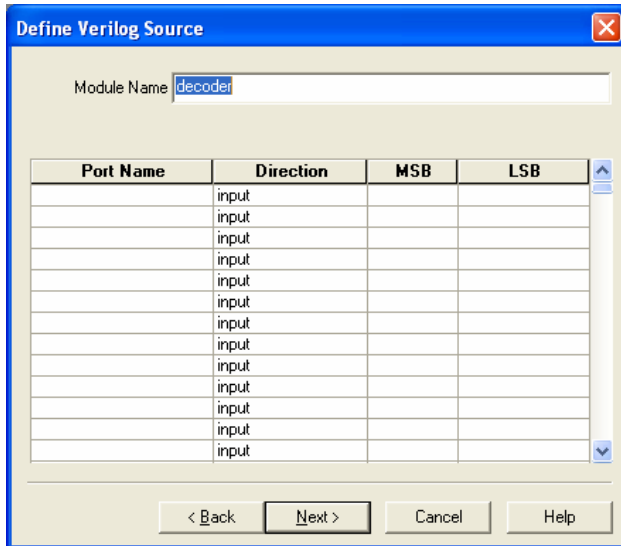 Define Verilog Source
Module Name decoder
Port Name Direction MSB LSB
input
input
input
input
input
input
input
input
input
input
input
input
input
< Back Next > Cancel Help